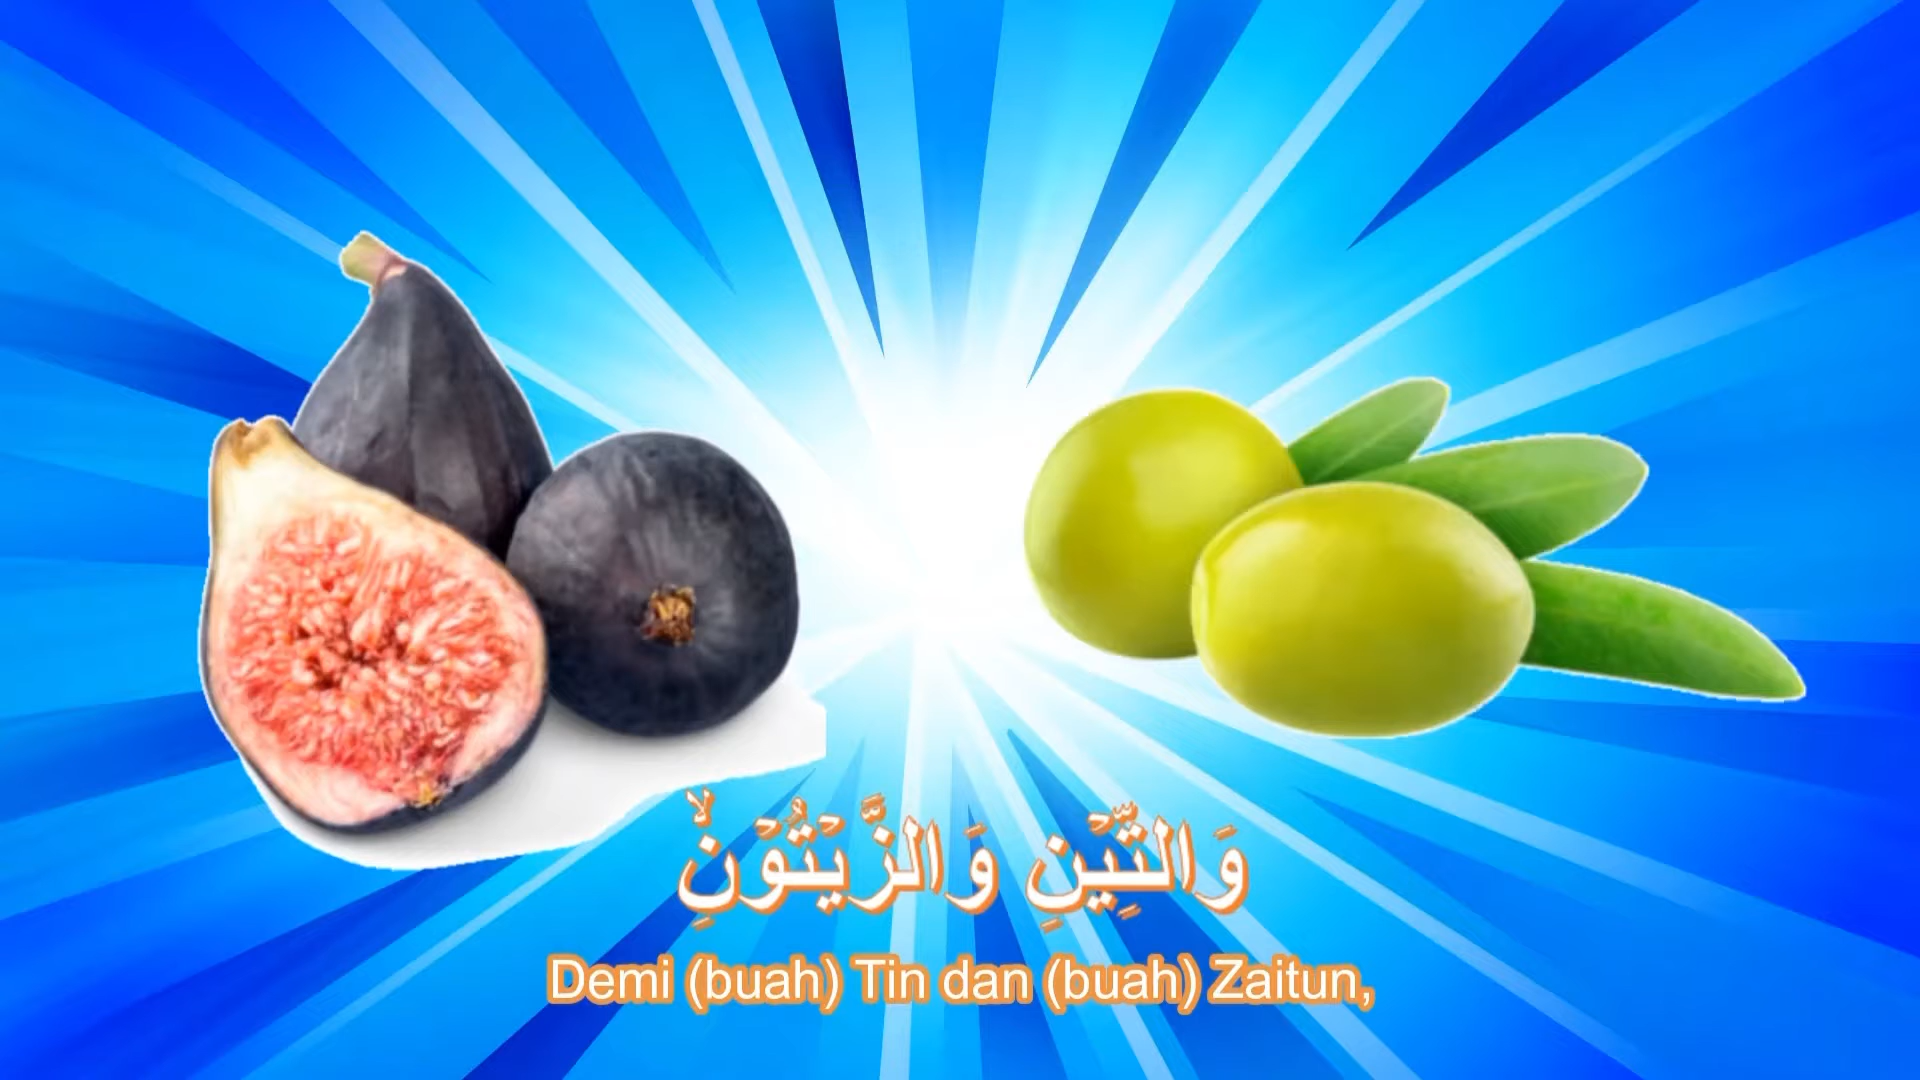 وَالتِّيْنِ وَالزَّيْتُوْنِۙ
Demi (buah) Tin dan (buah) Zaitun,